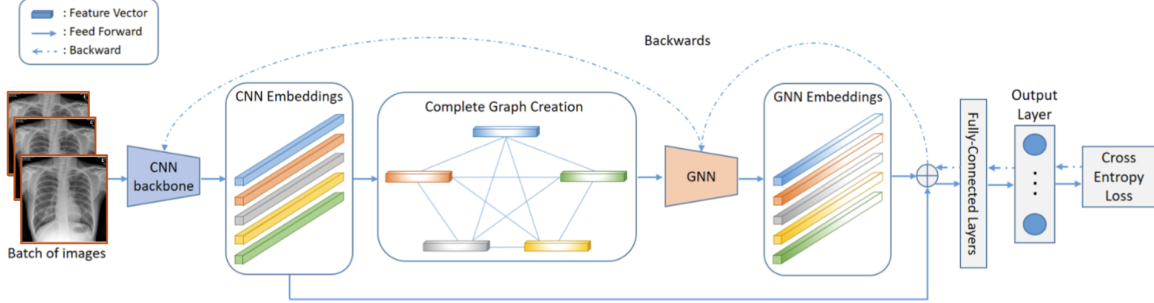 : Feature Vector
: Feed Forward
: Backward
Backwards
CNN Embeddings
Complete Graph Creation
GNN Embeddings
Output
Layer
CNN
backbone
GNN
Fully-Connected Layers
Cross
Entropy
Loss
Batch of images